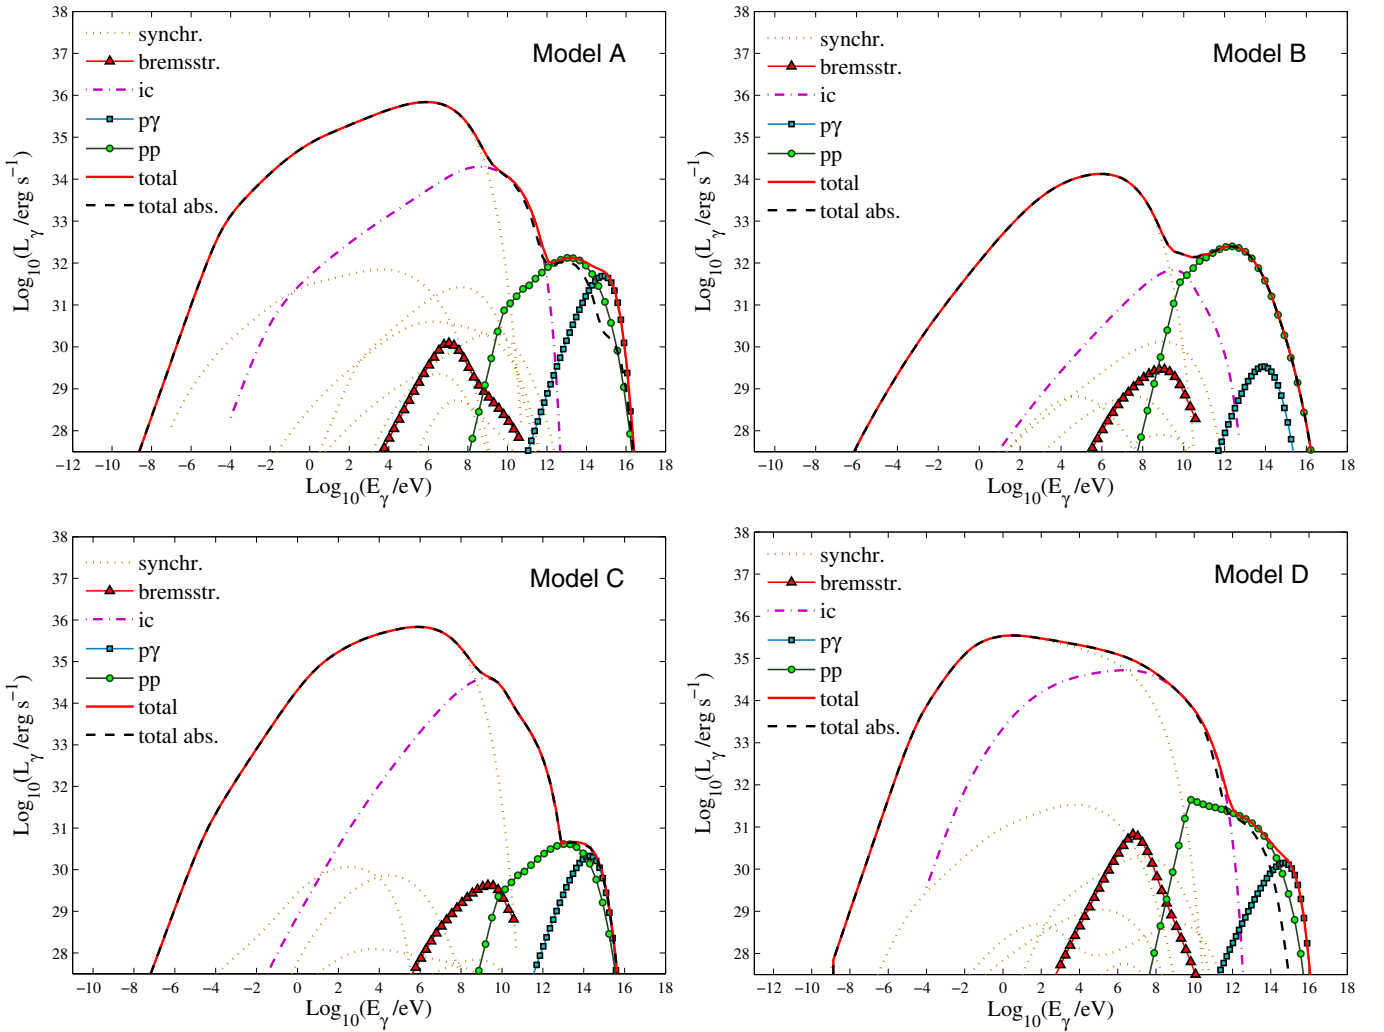 Model A
synchr.
bremsstr.
ic
pγ
pp
total
total abs.
38
37
36
35
34
33
32
31
30
29
28
Log₁₀(L_γ /erg s⁻¹)
−12 −10 −8 −6 −4 −2 0 2 4 6 8 10 12 14 16 18
Log₁₀(E_γ /eV)
Model B
synchr.
bremsstr.
ic
pγ
pp
total
total abs.
38
37
36
35
34
33
32
31
30
29
28
Log₁₀(L_γ /erg s⁻¹)
−10 −8 −6 −4 −2 0 2 4 6 8 10 12 14 16 18
Log₁₀(E_γ /eV)
Model C
synchr.
bremsstr.
ic
pγ
pp
total
total abs.
38
37
36
35
34
33
32
31
30
29
28
Log₁₀(L_γ /erg s⁻¹)
−10 −8 −6 −4 −2 0 2 4 6 8 10 12 14 16 18
Log₁₀(E_γ /eV)
Model D
synchr.
bremsstr.
ic
pγ
pp
total
total abs.
38
37
36
35
34
33
32
31
30
29
28
Log₁₀(L_γ /erg s⁻¹)
−12 −10 −8 −6 −4 −2 0 2 4 6 8 10 12 14 16 18
Log₁₀(E_γ /eV)